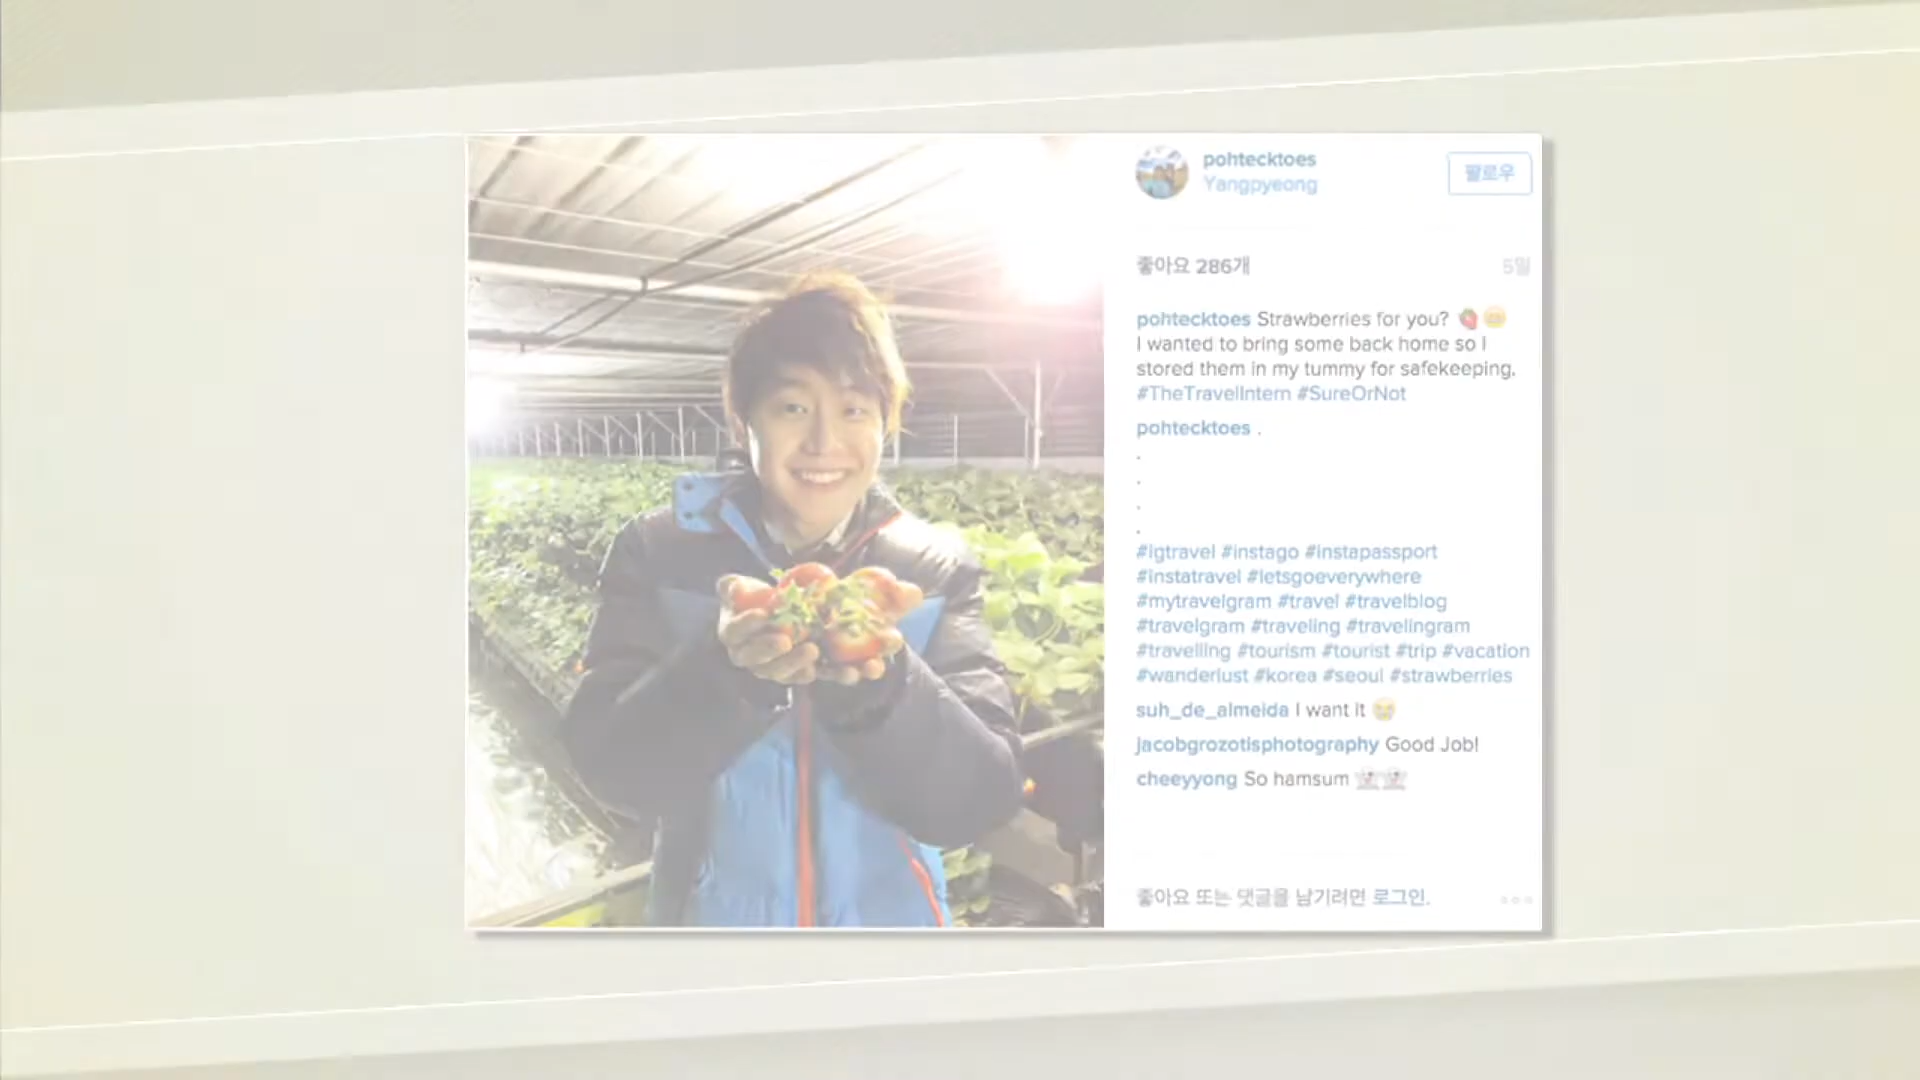 pohtecktoes
Yangpyeong
팔로우
좋아요 286개
5일
pohtecktoes Strawberries for you? 🍓😁
I wanted to bring some back home so I
stored them in my tummy for safekeeping.
#TheTravelIntern #SureOrNot
pohtecktoes .
.
.
.
.
#igtravel #instago #instapassport
#instatravel #letsgoeverywhere
#mytravelgram #travel #travelblog
#travelgram #traveling #travelingram
#travelling #tourism #tourist #trip #vacation
#wanderlust #korea #seoul #strawberries
suh_de_almeida I want it 😭
jacobgrozotisphotography Good Job!
cheeyyong So hamsum
좋아요 또는 댓글을 남기려면 로그인.